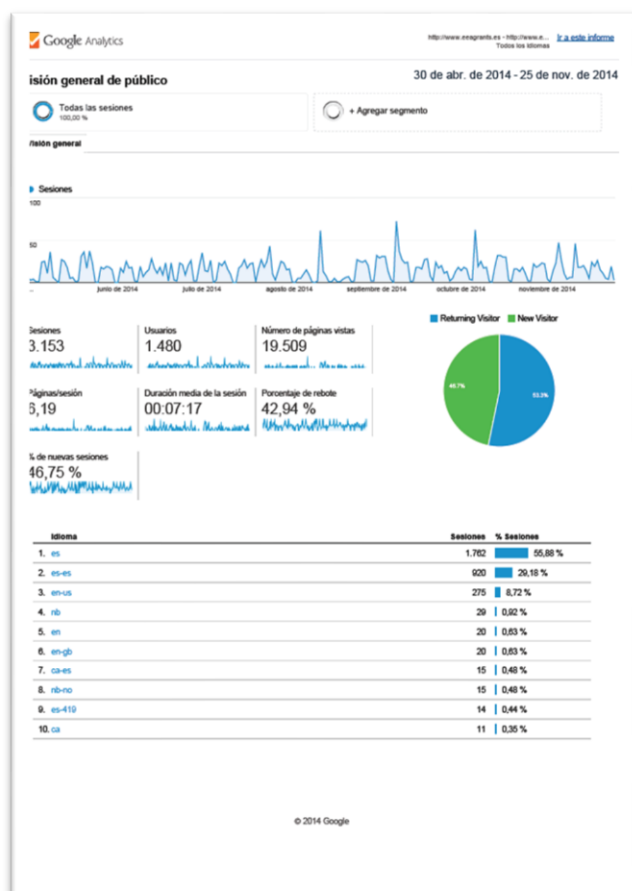 Google Analytics
http://www.eeagrants.es - http://www.e... Ir a este informe
Todos los idiomas
isión general de público
30 de abr. de 2014 - 25 de nov. de 2014
Todas las sesiones
100,00 %
+ Agregar segmento
Visión general
Sesiones
100
50
... junio de 2014 julio de 2014 agosto de 2014 septiembre de 2014 octubre de 2014 noviembre de 2014
Returning Visitor New Visitor
Sesiones Usuarios Número de páginas vistas
3.153 1.480 19.509
46,7% 53,3%
Páginas/sesión Duración media de la sesión Porcentaje de rebote
6,19 00:07:17 42,94 %
% de nuevas sesiones
46,75 %
Idioma Sesiones % Sesiones
1. es 1.762 55,88 %
2. es-es 920 29,18 %
3. en-us 275 8,72 %
4. nb 29 0,92 %
5. en 20 0,63 %
6. en-gb 20 0,63 %
7. ca-es 15 0,48 %
8. nb-no 15 0,48 %
9. es-419 14 0,44 %
10. ca 11 0,35 %
© 2014 Google